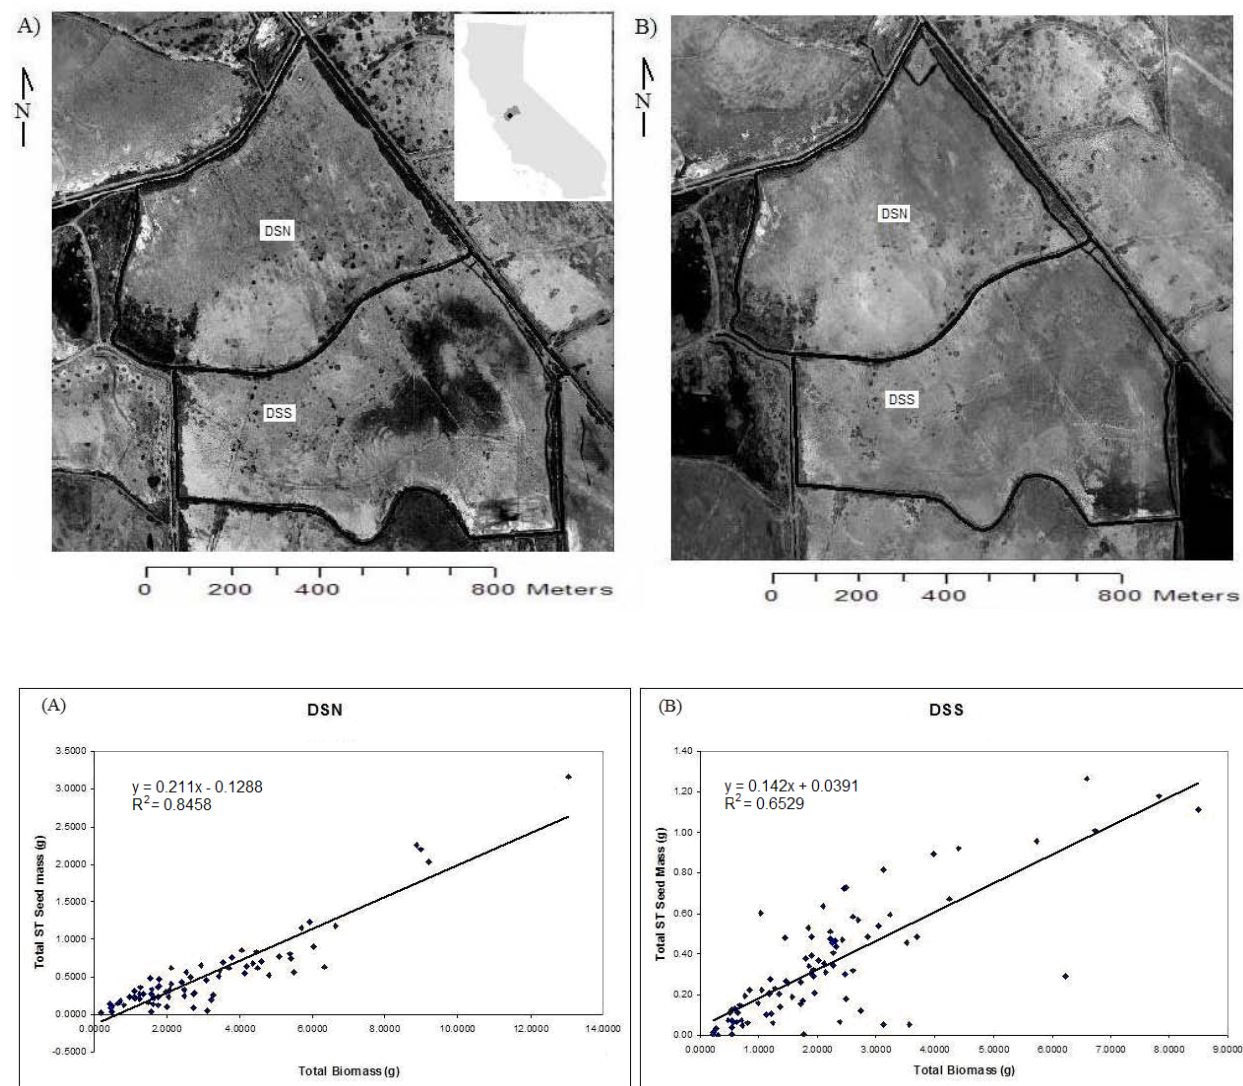 A)
N
DSN
DSS
0 200 400 800 Meters
B)
N
DSN
DSS
0 200 400 800 Meters
(A)
DSN
y = 0.211x - 0.1288
R² = 0.8458
Total ST Seed mass (g)
3.5000
3.0000
2.5000
2.0000
1.5000
1.0000
0.5000
0.0000
-0.5000
0.0000 2.0000 4.0000 6.0000 8.0000 10.0000 12.0000 14.0000
Total Biomass (g)
(B)
DSS
y = 0.142x + 0.0391
R² = 0.6529
Total ST Seed Mass (g)
1.40
1.20
1.00
0.80
0.60
0.40
0.20
0.00
0.0000 1.0000 2.0000 3.0000 4.0000 5.0000 6.0000 7.0000 8.0000 9.0000
Total Biomass (g)